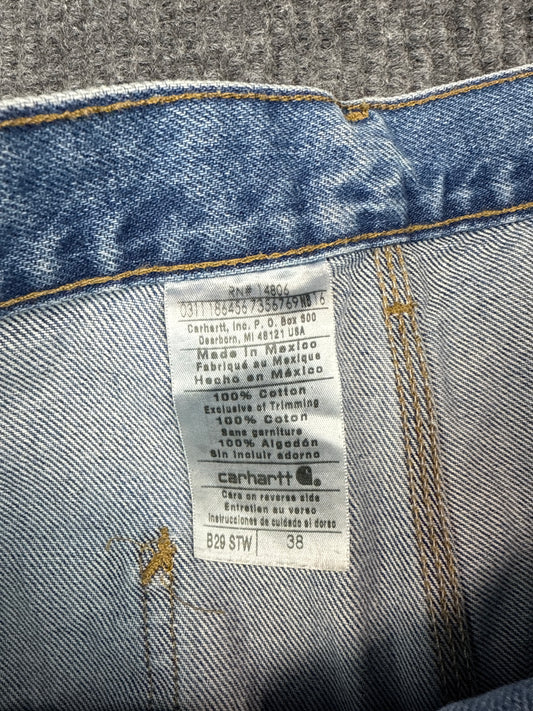 RN# 14806
0311186456735676​9NB16
Carhartt, Inc. P. O. Box 600
Dearborn, MI 48121 USA
Made in Mexico
Fabriqué au Mexique
Hecho en México
100% Cotton
Exclusive of Trimming
100% Coton
Sans garniture
100% Algodón
Sin incluir adorno
carhartt
Care on reverse side
Entretien au verso
Instrucciones de cuidado al dorso
B29 STW 38